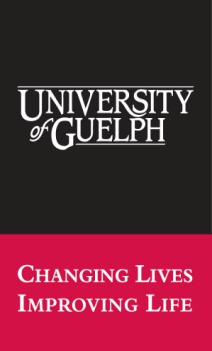 UNIVERSITY
of GUELPH
CHANGING LIVES
IMPROVING LIFE